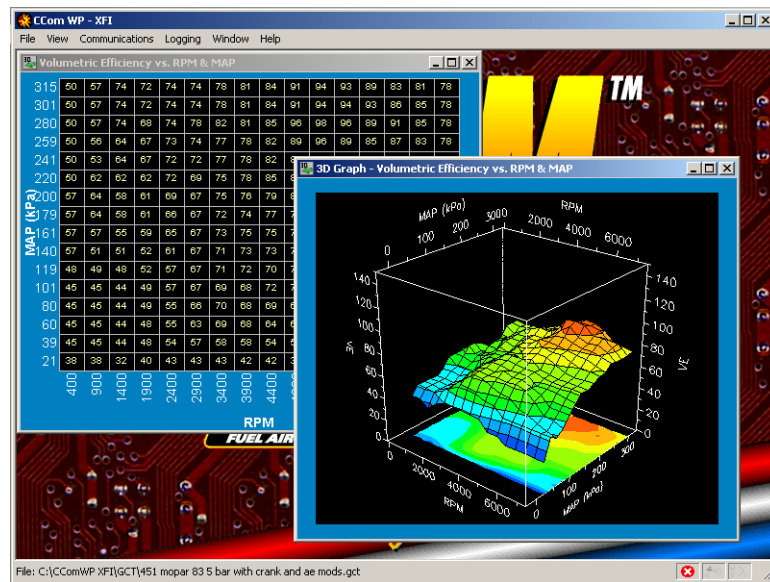 CCom WP - XFI
File View Communications Logging Window Help
Volumetric Efficiency vs. RPM & MAP
TM
315 50 57 74 72 74 74 78 81 84 91 94 93 89 83 81 78
301 50 57 74 72 74 74 78 81 84 91 94 94 93 86 85 78
280 50 57 74 68 74 78 82 81 85 96 98 96 89 91 85 78
259 50 56 64 67 73 74 77 78 82 89 96 89 85 87 83 78
241 50 53 64 67 72 72 77 78 82
220 50 62 62 62 72 69 75 78 85
200 57 64 58 61 69 67 75 76 79
179 57 64 58 61 66 67 72 74 77
161 57 57 55 59 65 67 73 75 75
140 57 51 51 52 61 67 71 73 73
119 48 49 48 52 57 67 71 72 70
101 45 45 44 49 57 67 69 68 72
80 45 45 44 49 55 66 70 68 69
60 45 45 44 48 55 63 69 68 64
39 45 45 44 48 54 57 58 58 54
21 38 38 32 40 43 43 43 42 42
MAP (kPa)
400 900 1400 1900 2400 2900 3400 3900 4400
RPM
3D Graph - Volumetric Efficiency vs. RPM & MAP
MAP (kPa) RPM
0 100 200 3000 2000 4000 6000
140 120 100 80 60 40 20 0
VE
140 120 100 80 60 40 20 0
VE
0 2000 4000 6000
RPM
0 100 200 300
MAP (kPa)
FUEL AIR
File: C:\CComWP XFI\GCT\451 mopar 83 5 bar with crank and ae mods.gct